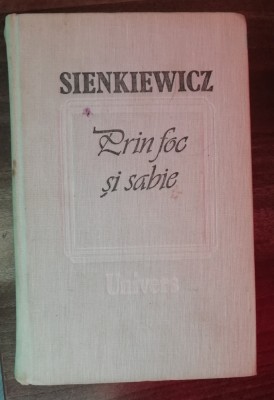 SIENKIEWICZ
Prin foc
și sabie
Univers